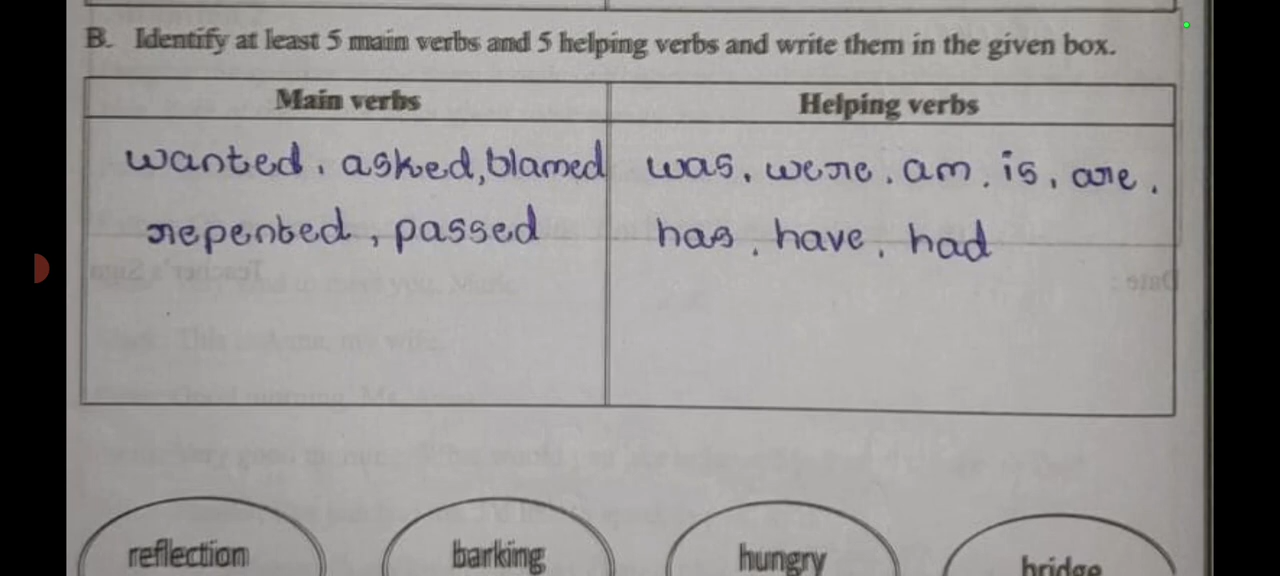 B. Identify at least 5 main verbs and 5 helping verbs and write them in the given box.
Main verbs
Helping verbs
wanted, asked, blamed
repented, passed
was, were, am, is, are,
has, have, had
reflection
barking
hungry
bridge